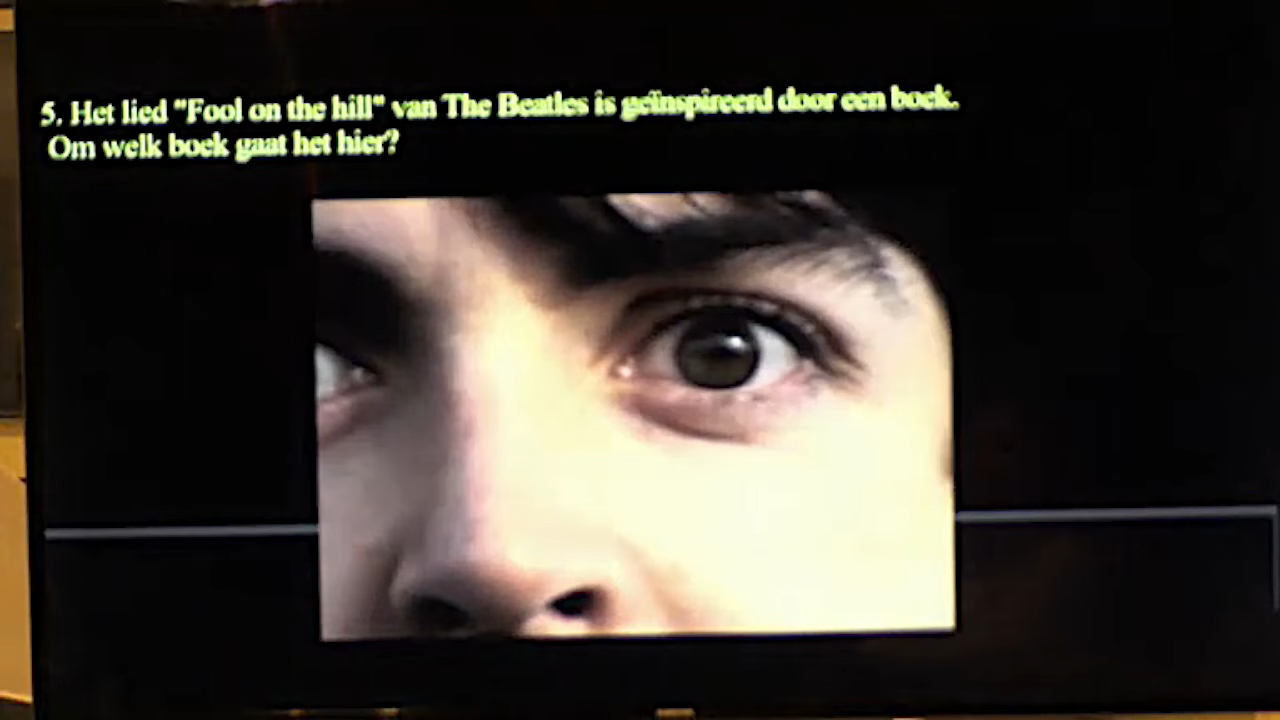 5. Het lied "Fool on the hill" van The Beatles is geïnspireerd door een boek.
Om welk boek gaat het hier?